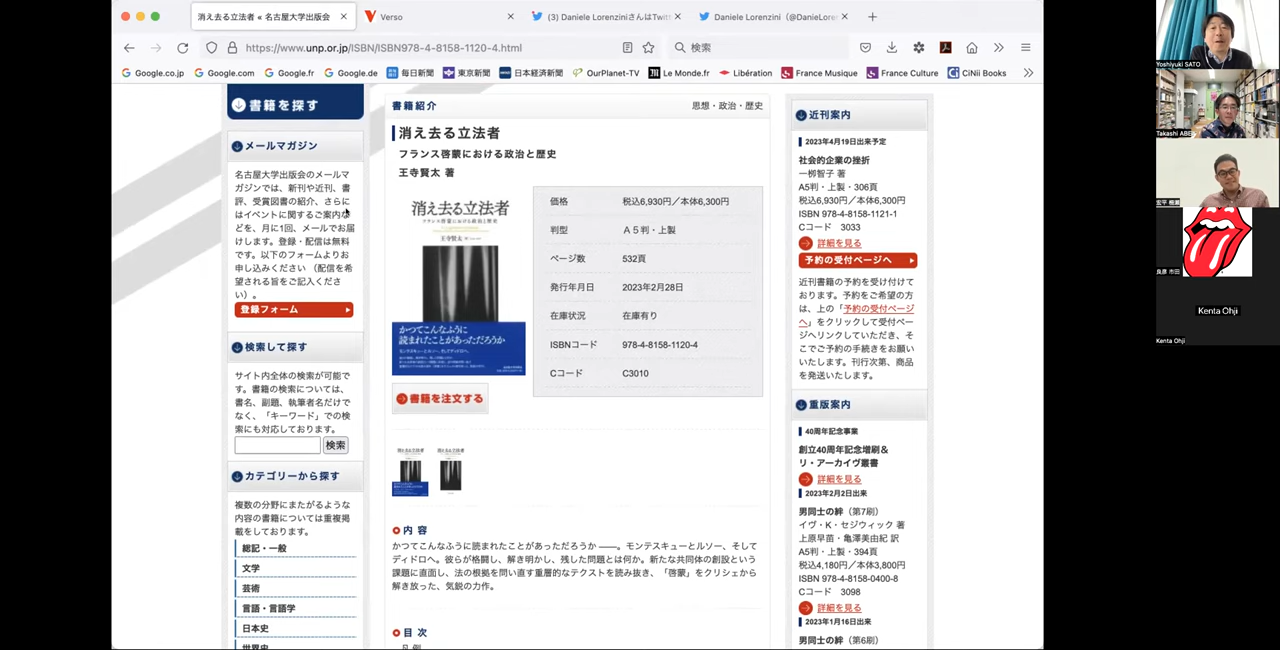 消え去る立法者 « 名古屋大学出版会
Verso
(3) Daniele LorenziniさんはTwitt
Daniele Lorenzini（@DanieLore
https://www.unp.or.jp/ISBN/ISBN978-4-8158-1120-4.html
検索
Google.co.jp
Google.com
Google.fr
Google.de
毎日新聞
東京新聞
日本経済新聞
OurPlanet-TV
Le Monde.fr
Libération
France Musique
France Culture
CiNii Books
書籍を探す
メールマガジン
名古屋大学出版会のメールマ
ガジンでは、新刊や近刊、書
評、受賞図書の紹介、さらに
はイベントに関するご案内な
どを、月に1回、メールでお届
けします。登録・配信は無料
です。以下のフォームよりお
申し込みください （配信を希
望される旨をご記入くださ
い）。
登録フォーム
検索して探す
サイト内全体の検索が可能で
す。書籍の検索については、
書名、副題、執筆者名だけで
なく、「キーワード」での検
索にも対応しております。
検索
カテゴリーから探す
複数の分野にまたがるような
内容の書籍については重複掲
載をしております。
総記・一般
文学
芸術
言語・言語学
日本史
世界史
書籍紹介
思想・政治・歴史
消え去る立法者
フランス啓蒙における政治と歴史
王寺賢太 著
消え去る立法者
フランス啓蒙における政治と歴史
王寺賢太
かつてこんなふうに
読まれたことがあっただろうか
価格 税込6,930円／本体6,300円
判型 Ａ５判・上製
ページ数 532頁
発行年月日 2023年2月28日
在庫状況 在庫有り
ISBNコード 978-4-8158-1120-4
Cコード C3010
書籍を注文する
内 容
かつてこんなふうに読まれたことがあっただろうか ――。モンテスキューとルソー、そして
ディドロへ。彼らが格闘し、解き明かし、残した問題とは何か。新たな共同体の創設という
課題に直面し、法の根拠を問い直す重層的なテクストを読み抜き、「啓蒙」をクリシェから
解き放った、気鋭の力作。
目 次
凡 例
近刊案内
2023年4月19日出来予定
社会的企業の挫折
一栁智子 著
A5判・上製・306頁
税込6,930円／本体6,300円
ISBN 978-4-8158-1121-1
Cコード 3033
詳細を見る
予約の受付ページへ
近刊書籍の予約を受け付けて
おります。予約をご希望の方
は、上の「予約の受付ページ
へ」をクリックして受付ペー
ジへリンクしていただき、そ
こでご予約の手続きをお願い
いたします。刊行次第、商品
を発送いたします。
重版案内
40周年記念事業
創立40周年記念増刷＆
リ・アーカイヴ叢書
詳細を見る
2023年2月2日出来
男同士の絆（第7刷）
イヴ・K・セジウィック 著
上原早苗・亀澤美由紀 訳
A5判・上製・394頁
税込4,180円／本体3,800円
ISBN 978-4-8158-0400-8
Cコード 3098
詳細を見る
2023年1月16日出来
男同士の絆（第6刷）
Yoshiyuki SATO
Takashi ABE
宏平 柵瀬
良彦 市田
Kenta Ohji
Kenta Ohji